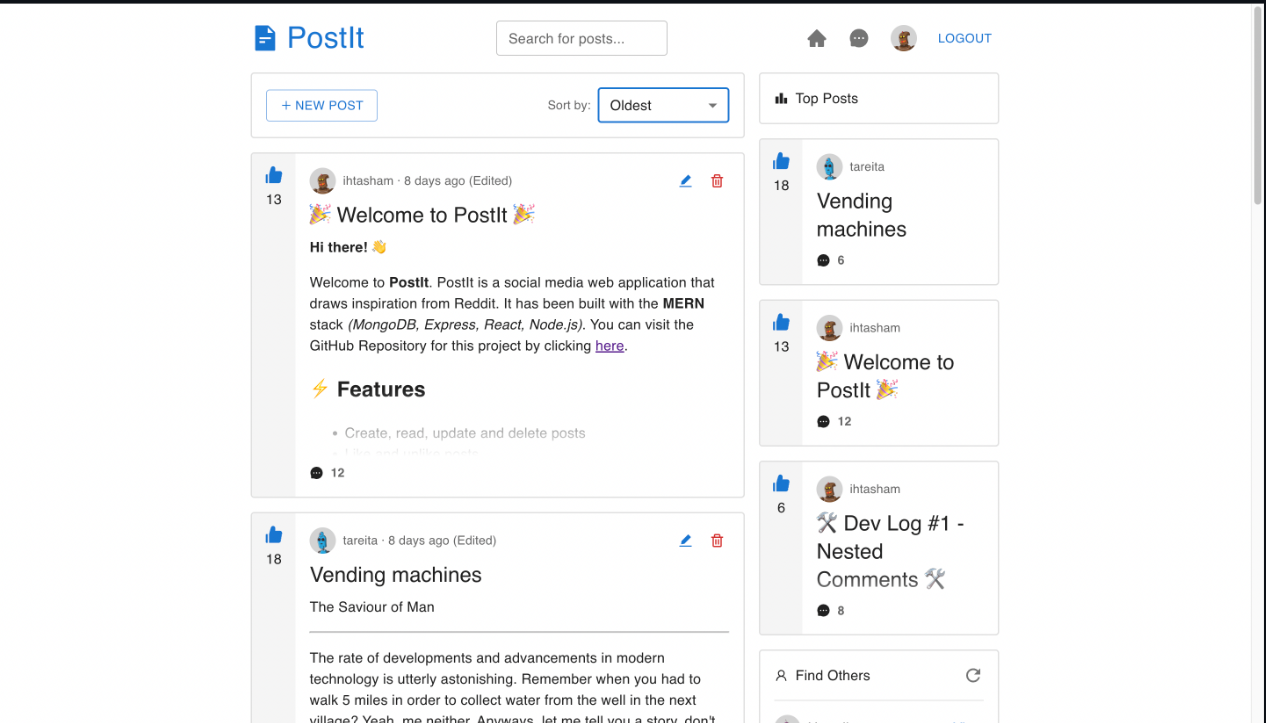 PostIt
Search for posts...
LOGOUT
+ NEW POST
Sort by:
Oldest
13
ihtasham · 8 days ago (Edited)
🎉 Welcome to PostIt 🎉
Hi there! 👋
Welcome to PostIt. PostIt is a social media web application that
draws inspiration from Reddit. It has been built with the MERN
stack (MongoDB, Express, React, Node.js). You can visit the
GitHub Repository for this project by clicking here.
⚡ Features
• Create, read, update and delete posts
• Like and unlike posts
12
18
tareita · 8 days ago (Edited)
Vending machines
The Saviour of Man
The rate of developments and advancements in modern
technology is utterly astonishing. Remember when you had to
walk 5 miles in order to collect water from the well in the next
village? Yeah, me neither. Anyways, let me tell you a story, don't
Top Posts
18
tareita
Vending
machines
6
13
ihtasham
🎉 Welcome to
PostIt 🎉
12
6
ihtasham
🛠 Dev Log #1 -
Nested
Comments 🛠
8
Find Others